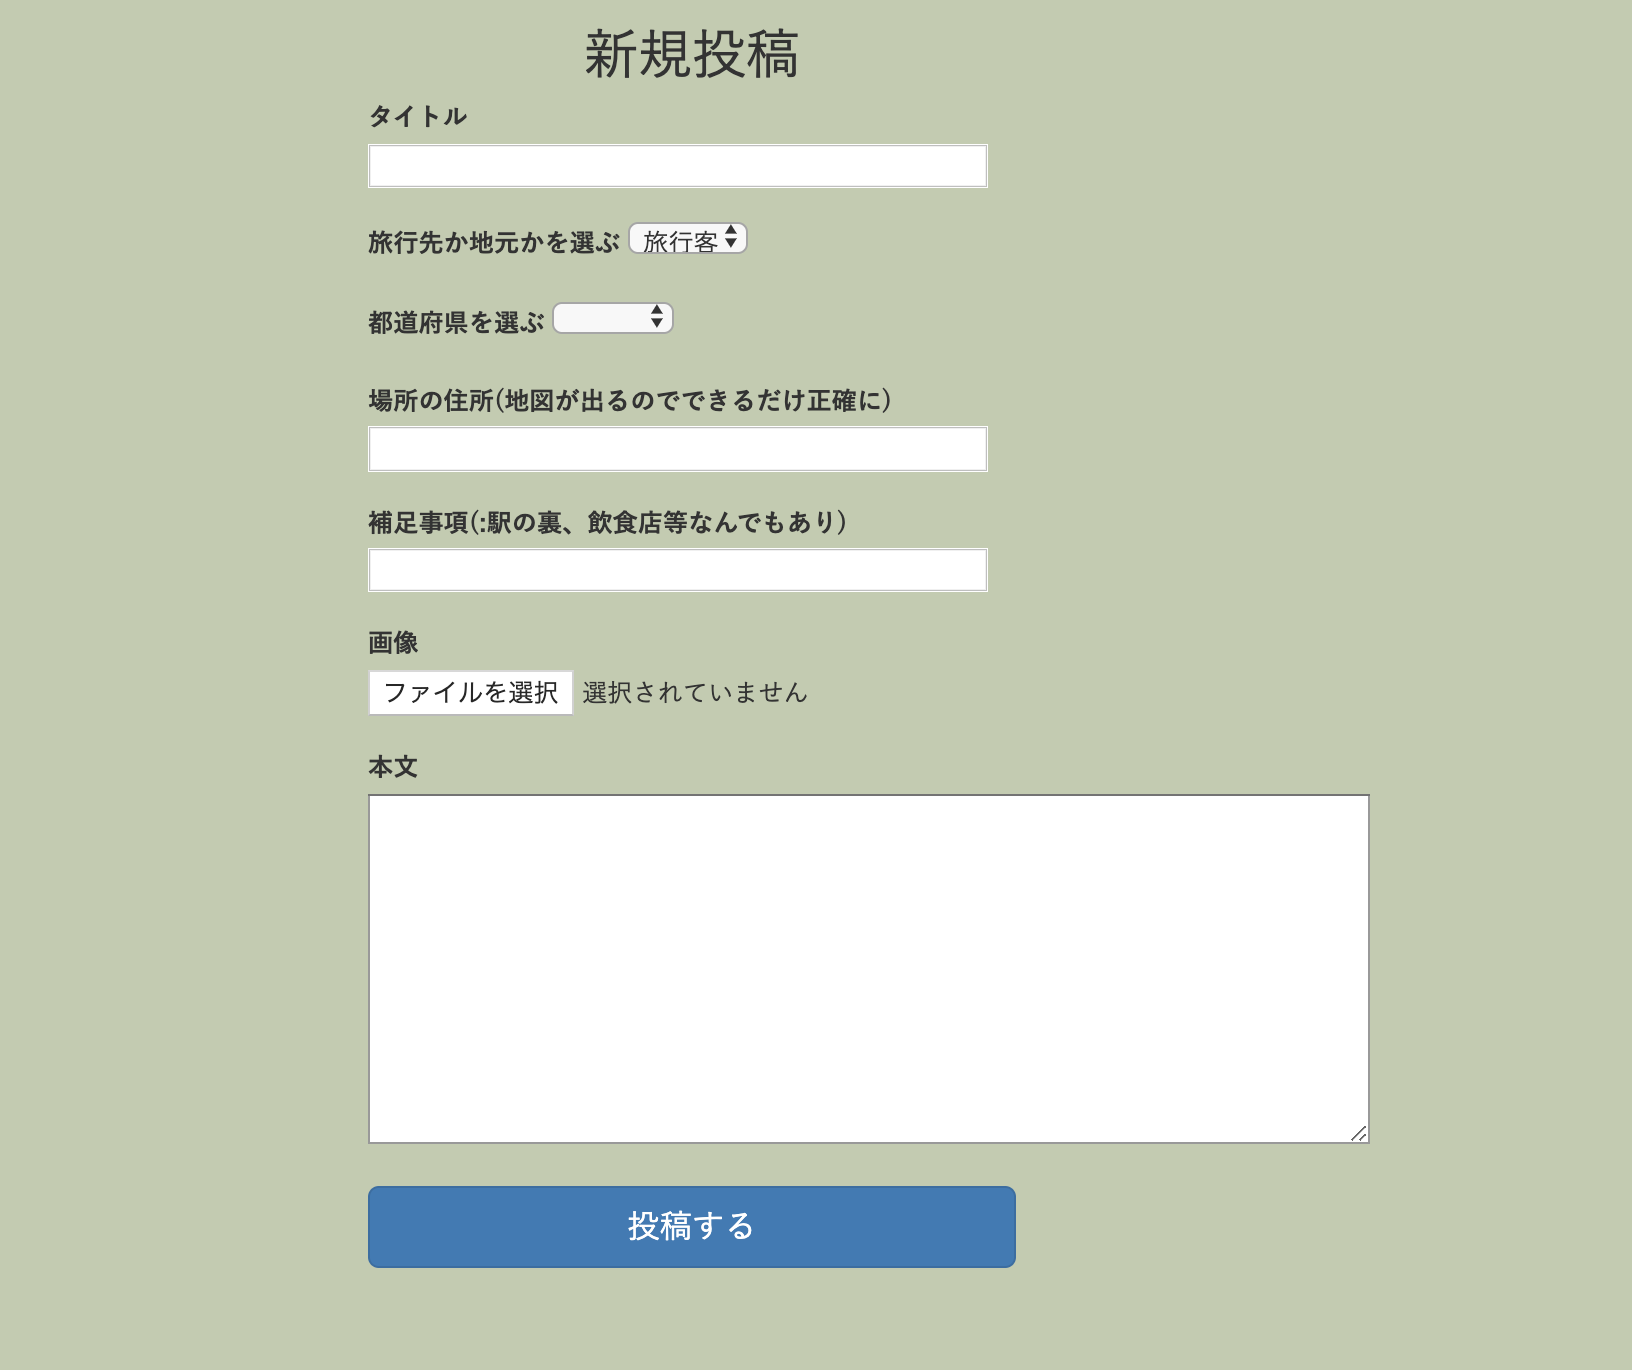 新規投稿
タイトル
旅行先か地元かを選ぶ 旅行客
都道府県を選ぶ
場所の住所(地図が出るのでできるだけ正確に)
補足事項(:駅の裏、飲食店等なんでもあり)
画像
ファイルを選択 選択されていません
本文
投稿する